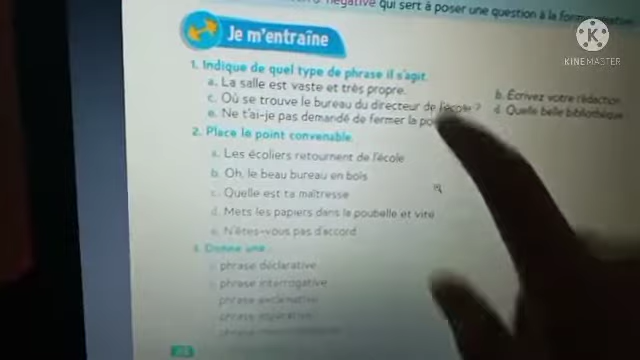 négative qui sert à poser une question à la forme
Je m'entraîne
KINEMASTER
1. Indique de quel type de phrase il s'agit.
a. La salle est vaste et très propre.
b. Écrivez votre rédaction
c. Où se trouve le bureau du directeur de l'école ?
d. Quelle belle bibliothèque
e. Ne t'ai-je pas demandé de fermer la
2. Place le point convenable.
a. Les écoliers retournent de l'école
b. Oh, le beau bureau en bois
c. Quelle est ta maîtresse
d. Mets les papiers dans la poubelle et vite
e. N'êtes-vous pas d'accord
3. Donne une :
phrase déclarative
phrase interrogative
phrase exclamative
phrase impérative